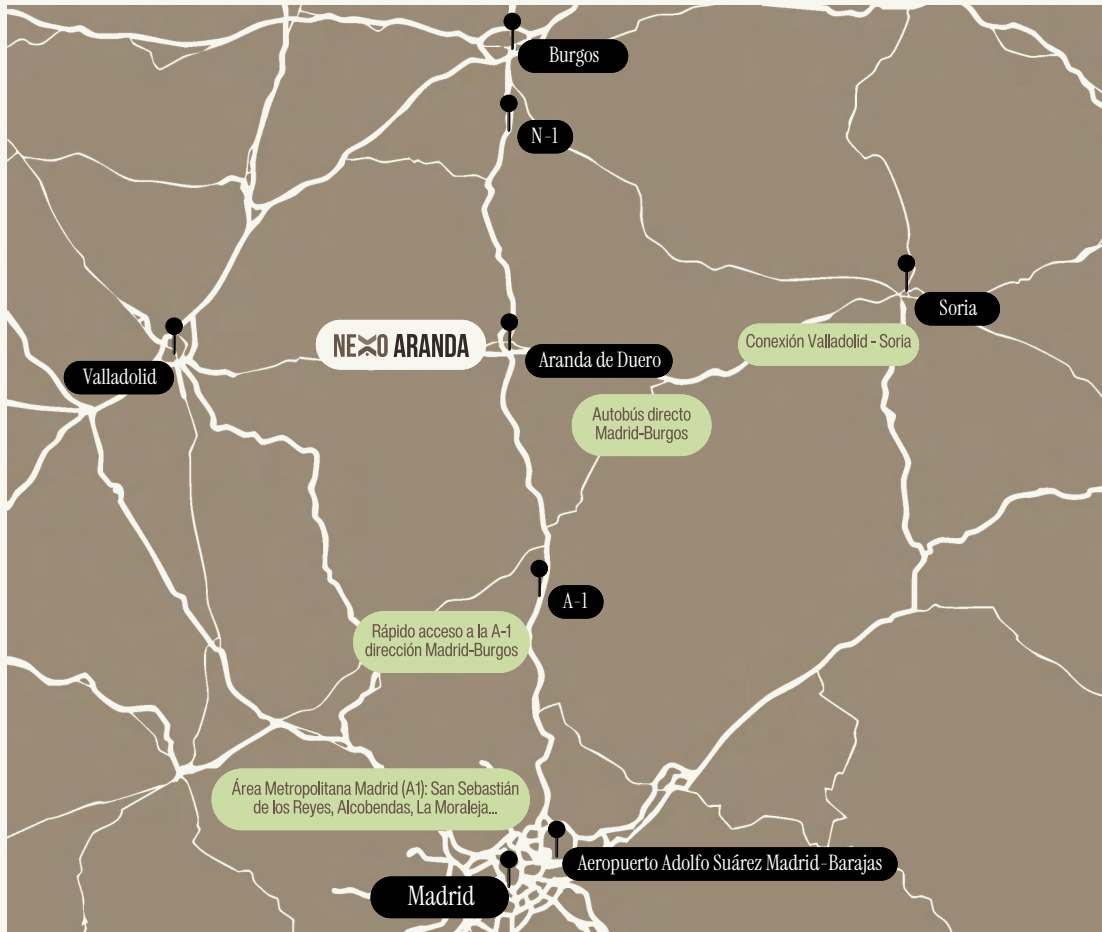 Burgos
N-1
Soria
Conexión Valladolid - Soria
NEXO ARANDA
Aranda de Duero
Valladolid
Autobús directo
Madrid-Burgos
A-1
Rápido acceso a la A-1
dirección Madrid-Burgos
Área Metropolitana Madrid (A1): San Sebastián
de los Reyes, Alcobendas, La Moraleja...
Aeropuerto Adolfo Suárez Madrid-Barajas
Madrid